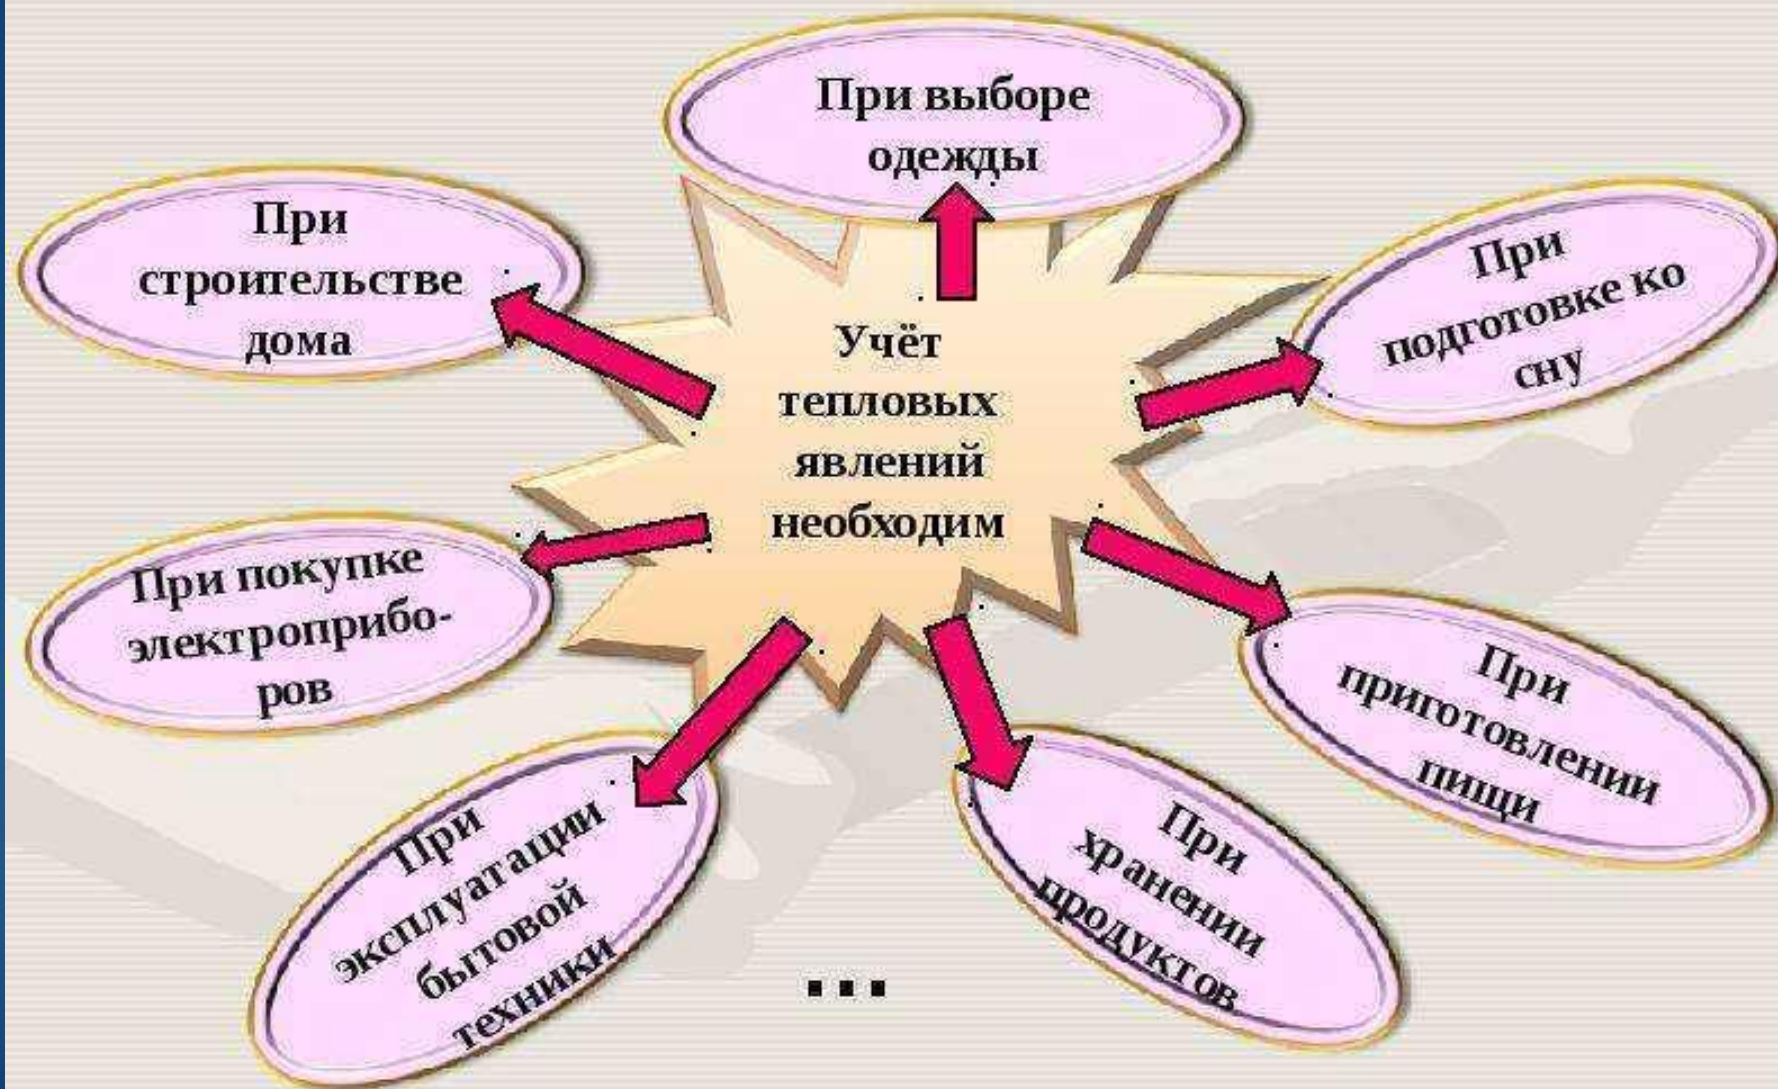 При выборе
одежды
При
строительстве
дома
При
подготовке ко
сну
Учёт
тепловых
явлений
необходим
При покупке
электроприбо-
ров
При
приготовлении
пищи
При
эксплуатации
бытовой
техники
При
хранении
продуктов
...